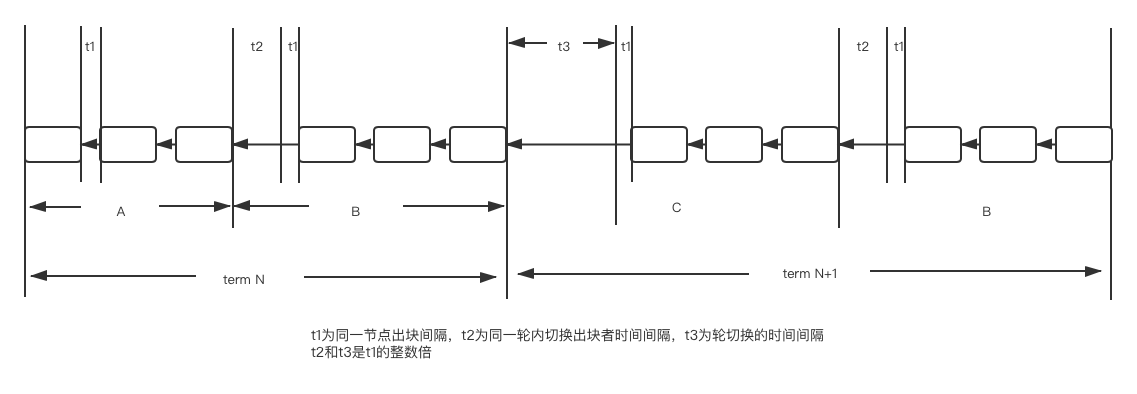 t1
t2
t1
t3
t1
t2
t1
A
B
C
B
term N
term N+1
t1为同一节点出块间隔，t2为同一轮内切换出块者时间间隔，t3为轮切换的时间间隔
t2和t3是t1的整数倍